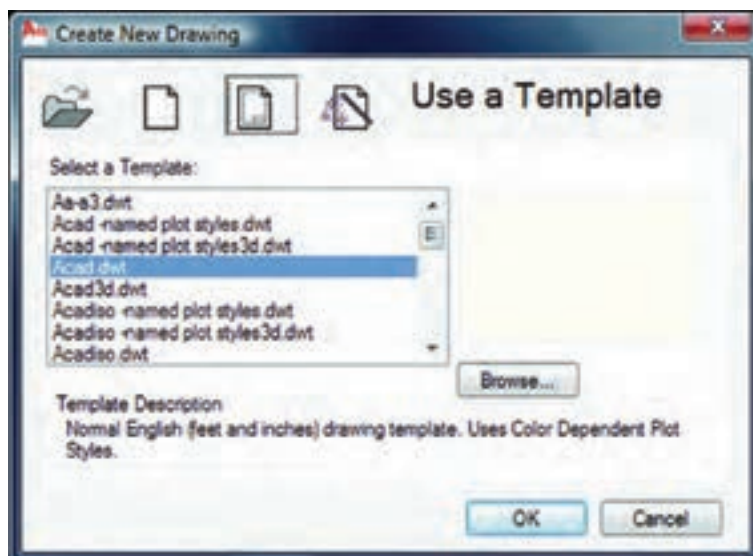 Create New Drawing
Use a Template
Select a Template:
Aa-a3.dwt
Acad -named plot styles.dwt
Acad -named plot styles3d.dwt
Acad.dwt
Acad3d.dwt
Acadiso -named plot styles.dwt
Acadiso -named plot styles3d.dwt
Acadiso.dwt
Browse...
Template Description
Normal English (feet and inches) drawing template. Uses Color Dependent Plot
Styles.
OK
Cancel